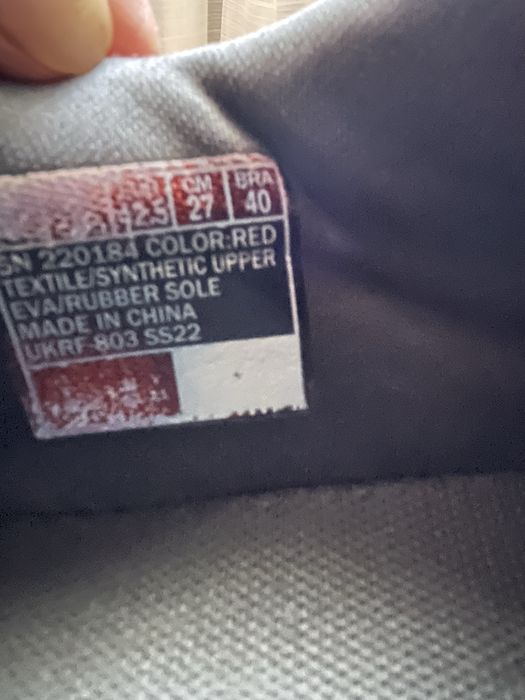 CM BRA
42.5 27 40
SN 220184 COLOR:RED
TEXTILE/SYNTHETIC UPPER
EVA/RUBBER SOLE
MADE IN CHINA
UKRF-803 SS22